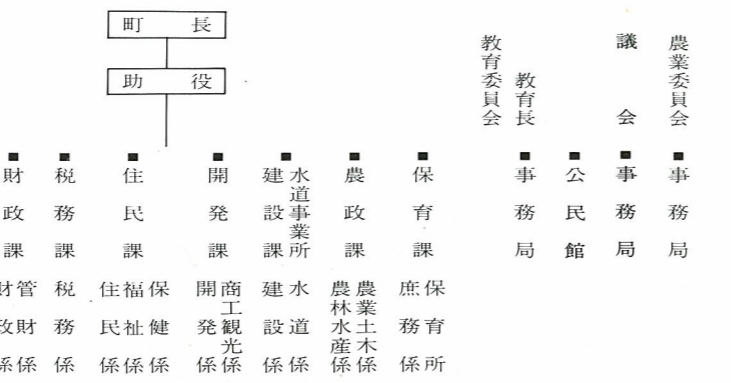 農業委員会
事務局
議会
事務局
公民館
教育委員会
教育長
事務局
町長
助役
保育課
保育所
庶務係
農政課
農業土木係
農林水産係
水道事業所
建設課
水道係
建設係
開発課
商工観光係
開発係
住民課
保健係
福祉係
住民係
税務課
税務係
財政課
管財係
財政係